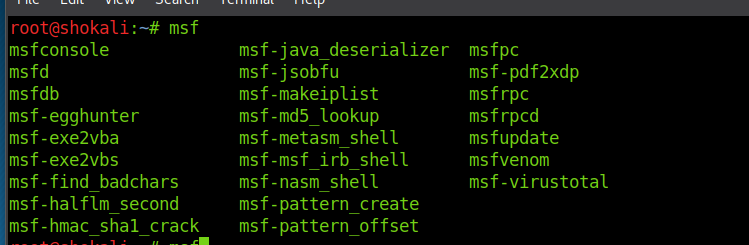 File Edit View Search Terminal Help
root@shokali:~# msf
msfconsole msf-java_deserializer msfpc
msfd msf-jsobfu msf-pdf2xdp
msfdb msf-makeiplist msfrpc
msf-egghunter msf-md5_lookup msfrpcd
msf-exe2vba msf-metasm_shell msfupdate
msf-exe2vbs msf-msf_irb_shell msfvenom
msf-find_badchars msf-nasm_shell msf-virustotal
msf-halflm_second msf-pattern_create
msf-hmac_sha1_crack msf-pattern_offset
root@shokali:~# msf